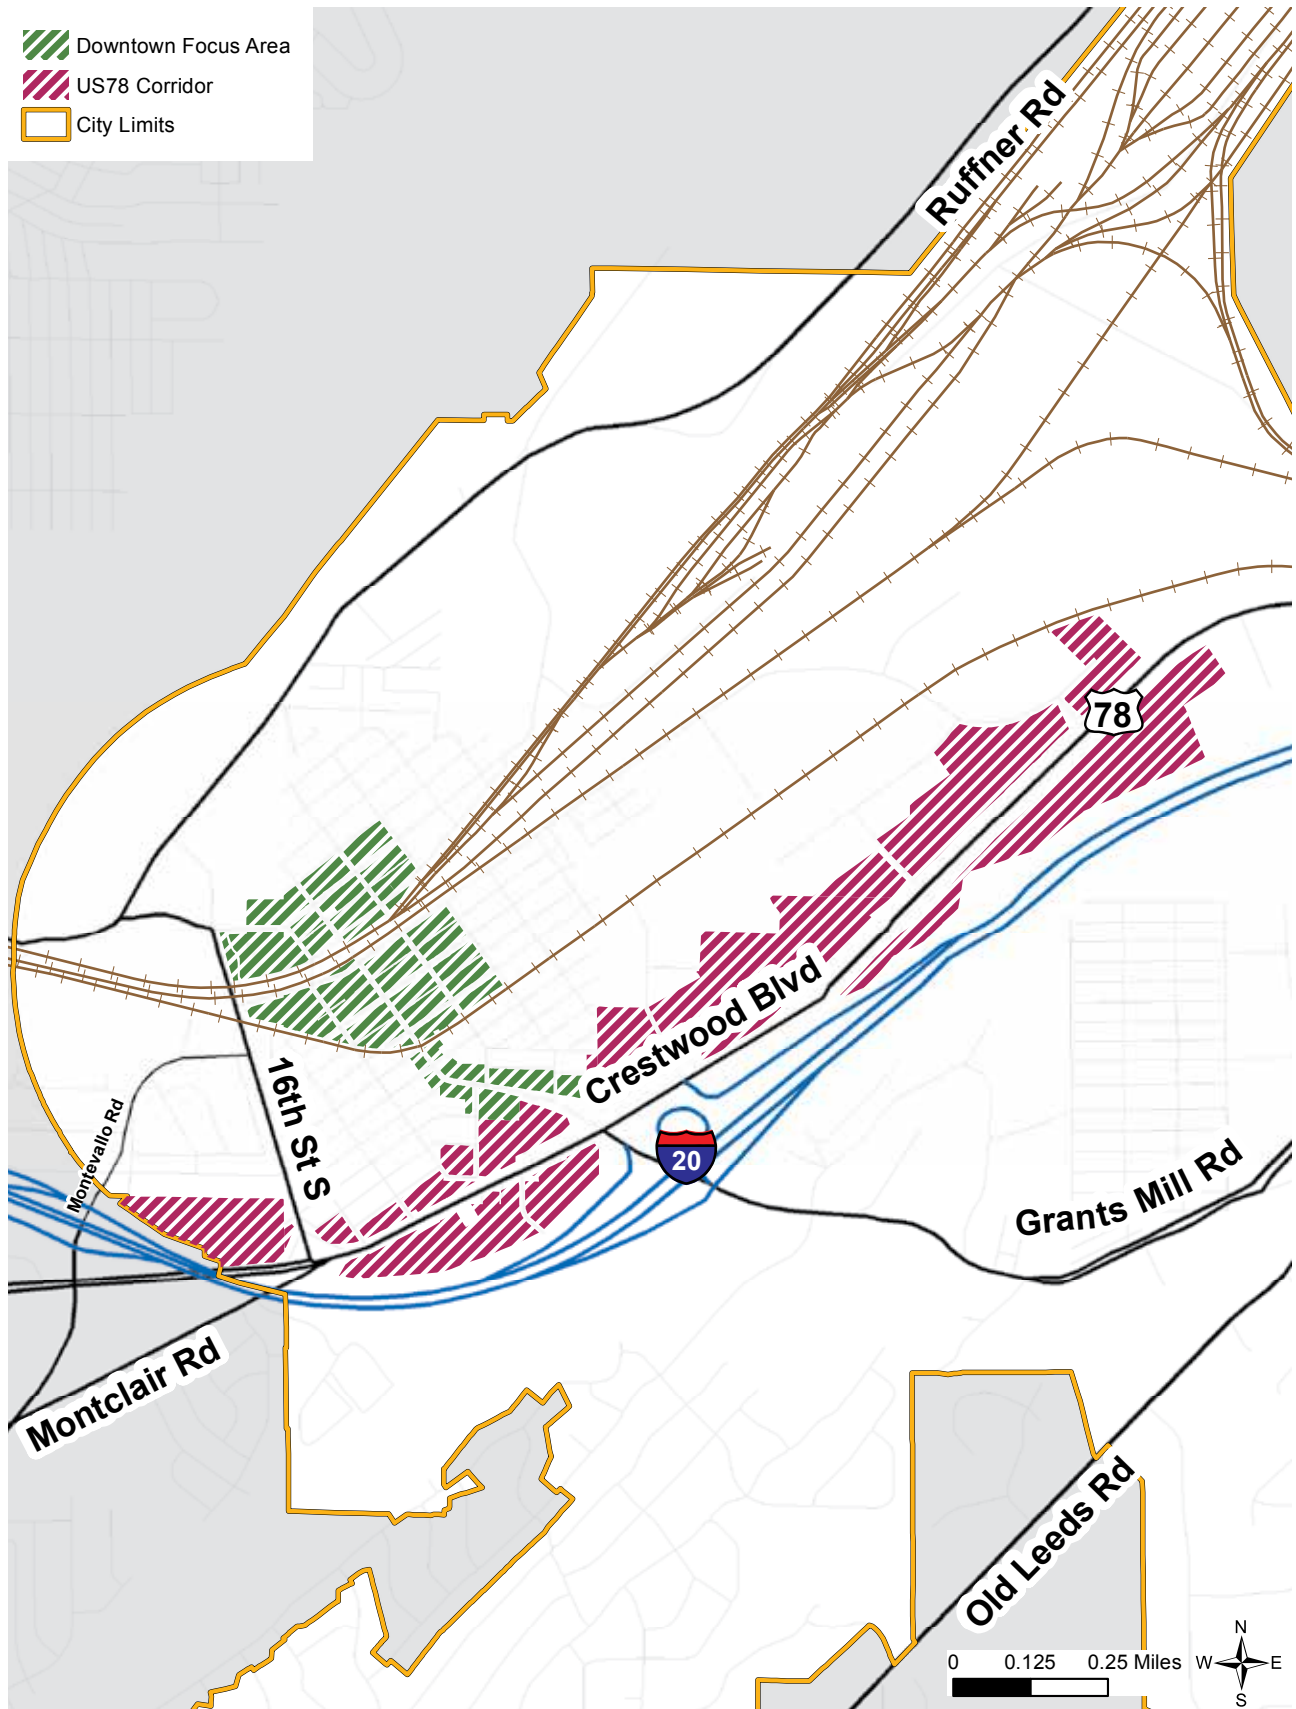 Downtown Focus Area
US78 Corridor
City Limits
Ruffner Rd
78
Crestwood Blvd
16th St S
Montevallo Rd
20
Grants Mill Rd
Montclair Rd
Old Leeds Rd
N
0 0.125 0.25 Miles W E
S